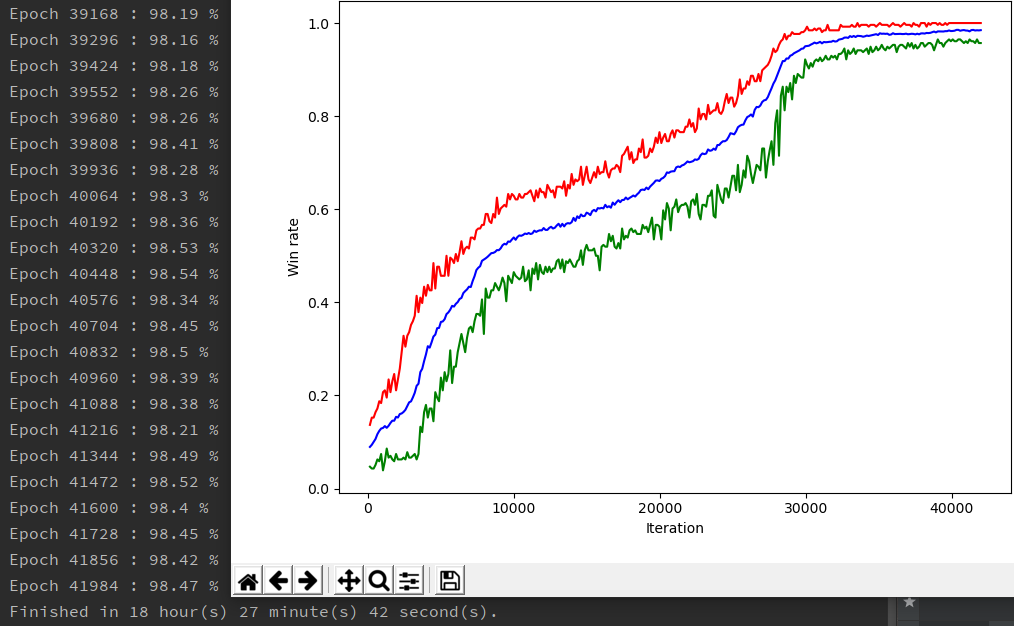 Epoch 39168 : 98.19 %
Epoch 39296 : 98.16 %
Epoch 39424 : 98.18 %
Epoch 39552 : 98.26 %
Epoch 39680 : 98.26 %
Epoch 39808 : 98.41 %
Epoch 39936 : 98.28 %
Epoch 40064 : 98.3 %
Epoch 40192 : 98.36 %
Epoch 40320 : 98.53 %
Epoch 40448 : 98.54 %
Epoch 40576 : 98.34 %
Epoch 40704 : 98.45 %
Epoch 40832 : 98.5 %
Epoch 40960 : 98.39 %
Epoch 41088 : 98.38 %
Epoch 41216 : 98.21 %
Epoch 41344 : 98.49 %
Epoch 41472 : 98.52 %
Epoch 41600 : 98.4 %
Epoch 41728 : 98.45 %
Epoch 41856 : 98.42 %
Epoch 41984 : 98.47 %
Finished in 18 hour(s) 27 minute(s) 42 second(s).
Win rate
1.0
0.8
0.6
0.4
0.2
0.0
0 10000 20000 30000 40000
Iteration